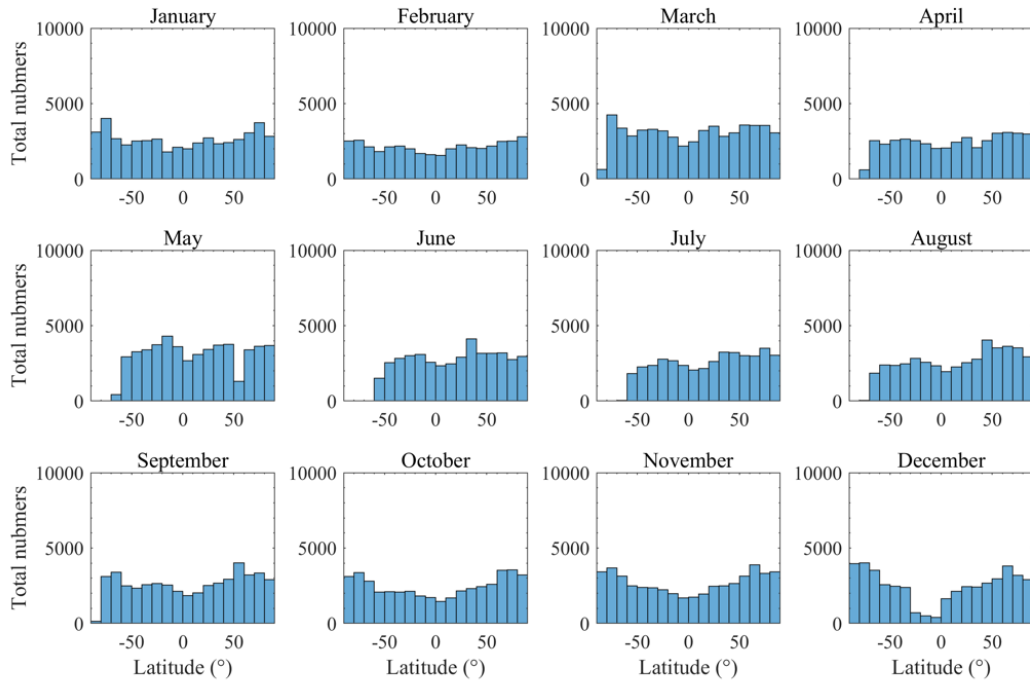 January February March April
10000 10000 10000 10000
Total nubmers
5000 5000 5000 5000
0 0 0 0
-50 0 50 -50 0 50 -50 0 50 -50 0 50
May June July August
10000 10000 10000 10000
Total nubmers
5000 5000 5000 5000
0 0 0 0
-50 0 50 -50 0 50 -50 0 50 -50 0 50
September October November December
10000 10000 10000 10000
Total nubmers
5000 5000 5000 5000
0 0 0 0
-50 0 50 -50 0 50 -50 0 50 -50 0 50
Latitude (°) Latitude (°) Latitude (°) Latitude (°)